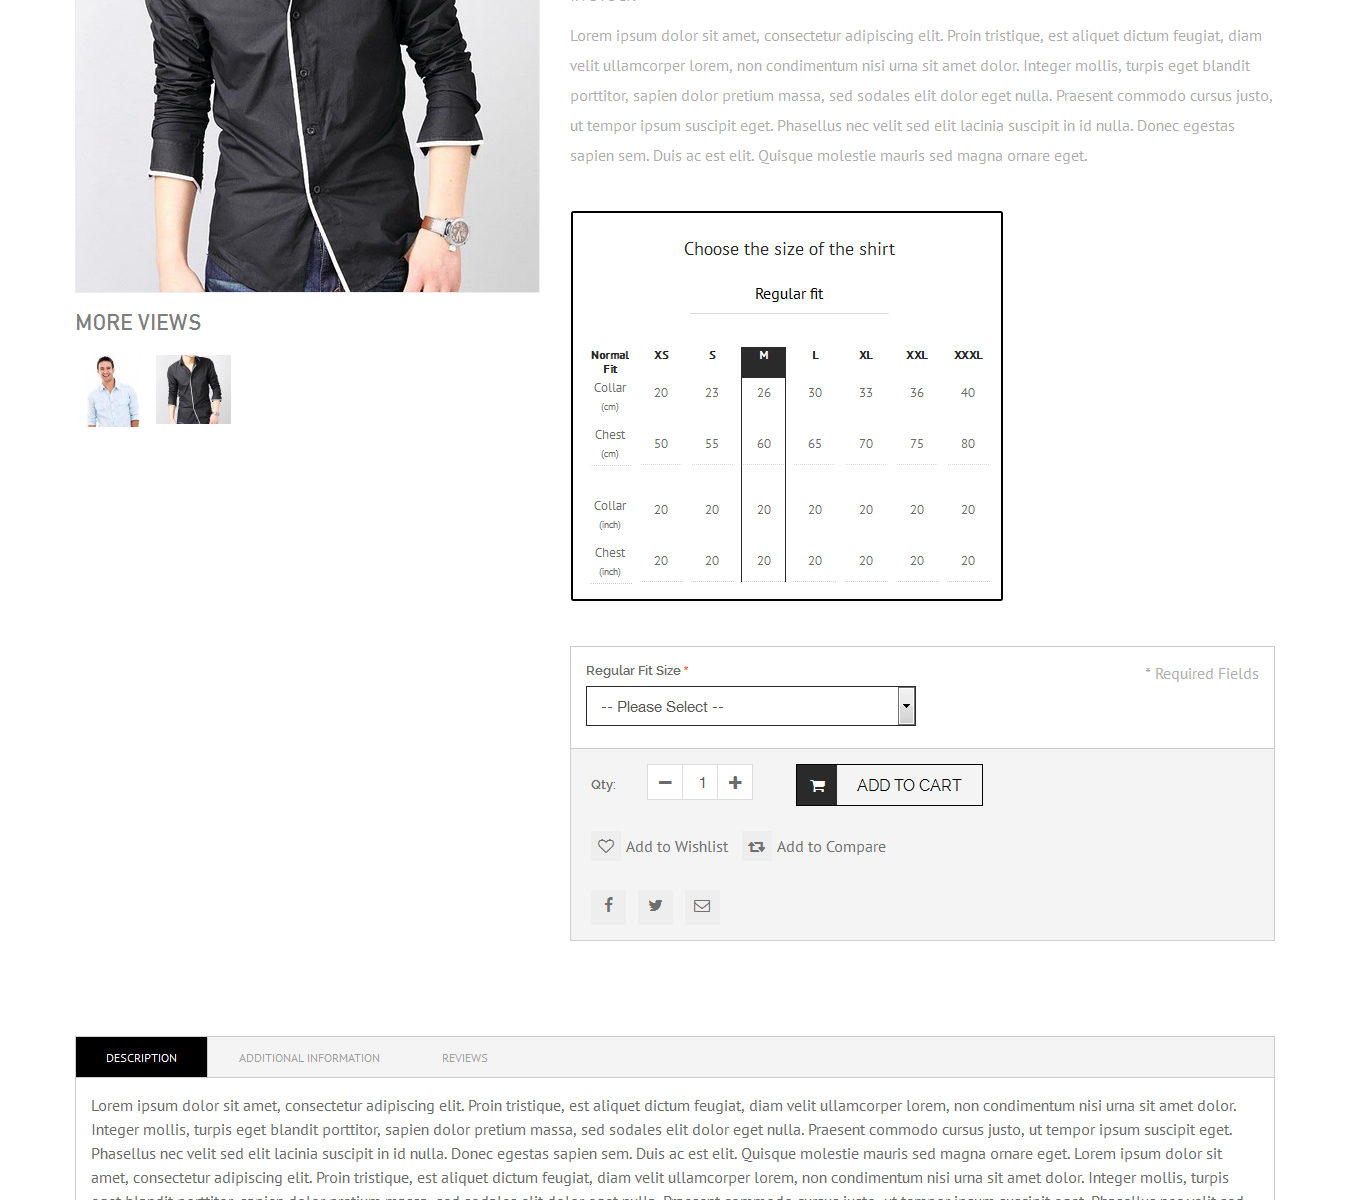 Lorem ipsum dolor sit amet, consectetur adipiscing elit. Proin tristique, est aliquet dictum feugiat, diam
velit ullamcorper lorem, non condimentum nisi urna sit amet dolor. Integer mollis, turpis eget blandit
porttitor, sapien dolor pretium massa, sed sodales elit dolor eget nulla. Praesent commodo cursus justo,
ut tempor ipsum suscipit eget. Phasellus nec velit sed elit lacinia suscipit in id nulla. Donec egestas
sapien sem. Duis ac est elit. Quisque molestie mauris sed magna ornare eget.
MORE VIEWS
Choose the size of the shirt
Regular fit
Normal Fit XS S M L XL XXL XXXL
Collar (cm) 20 23 26 30 33 36 40
Chest (cm) 50 55 60 65 70 75 80
Collar (inch) 20 20 20 20 20 20 20
Chest (inch) 20 20 20 20 20 20 20
Regular Fit Size *
* Required Fields
-- Please Select --
Qty: 1 ADD TO CART
Add to Wishlist Add to Compare
DESCRIPTION ADDITIONAL INFORMATION REVIEWS
Lorem ipsum dolor sit amet, consectetur adipiscing elit. Proin tristique, est aliquet dictum feugiat, diam velit ullamcorper lorem, non condimentum nisi urna sit amet dolor.
Integer mollis, turpis eget blandit porttitor, sapien dolor pretium massa, sed sodales elit dolor eget nulla. Praesent commodo cursus justo, ut tempor ipsum suscipit eget.
Phasellus nec velit sed elit lacinia suscipit in id nulla. Donec egestas sapien sem. Duis ac est elit. Quisque molestie mauris sed magna ornare eget. Lorem ipsum dolor sit
amet, consectetur adipiscing elit. Proin tristique, est aliquet dictum feugiat, diam velit ullamcorper lorem, non condimentum nisi urna sit amet dolor. Integer mollis, turpis